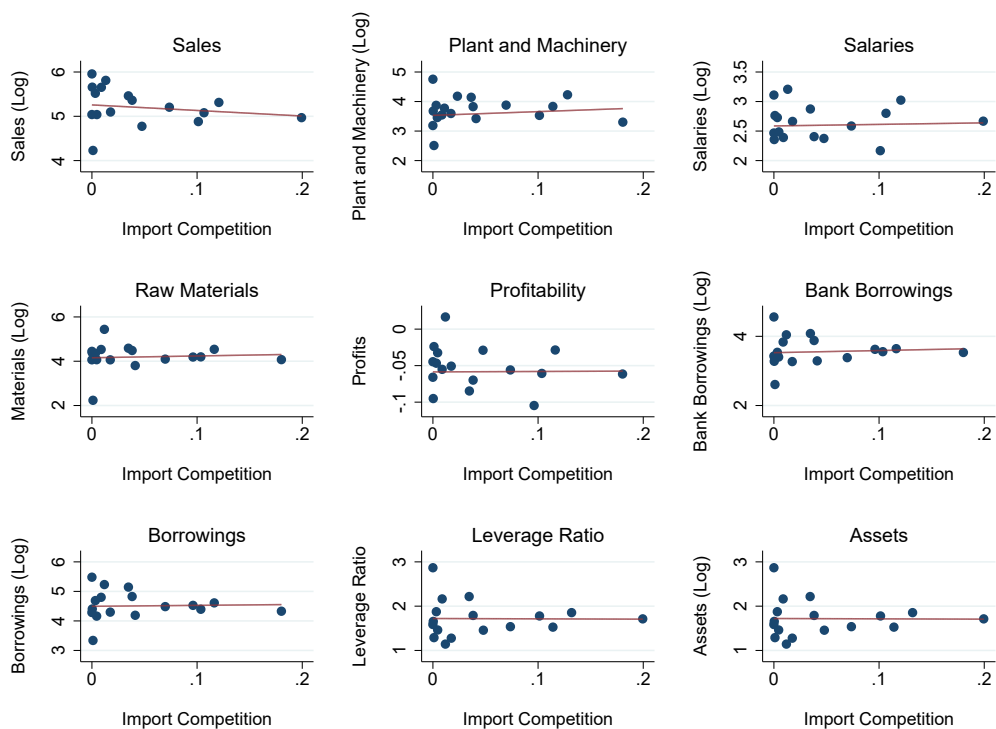 Sales
Sales (Log)
6
5
4
0
.1
.2
Import Competition
Plant and Machinery
Plant and Machinery (Log)
5
4
3
2
0
.1
.2
Import Competition
Salaries
Salaries (Log)
3.5
3
2.5
2
0
.1
.2
Import Competition
Raw Materials
Materials (Log)
6
4
2
0
.1
.2
Import Competition
Profitability
Profits
0
-.05
-.1
0
.1
.2
Import Competition
Bank Borrowings
Bank Borrowings (Log)
4
2
0
.1
.2
Import Competition
Borrowings
Borrowings (Log)
6
5
4
3
0
.1
.2
Import Competition
Leverage Ratio
Leverage Ratio
3
2
1
0
.1
.2
Import Competition
Assets
Assets (Log)
3
2
1
0
.1
.2
Import Competition